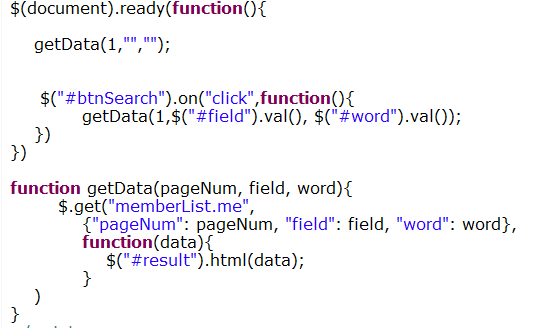 $(document).ready(function(){
getData(1,"","");
$("#btnSearch").on("click",function(){
getData(1,$("#field").val(), $("#word").val());
})
})
function getData(pageNum, field, word){
$.get("memberList.me",
{"pageNum": pageNum, "field": field, "word": word},
function(data){
$("#result").html(data);
}
)
}